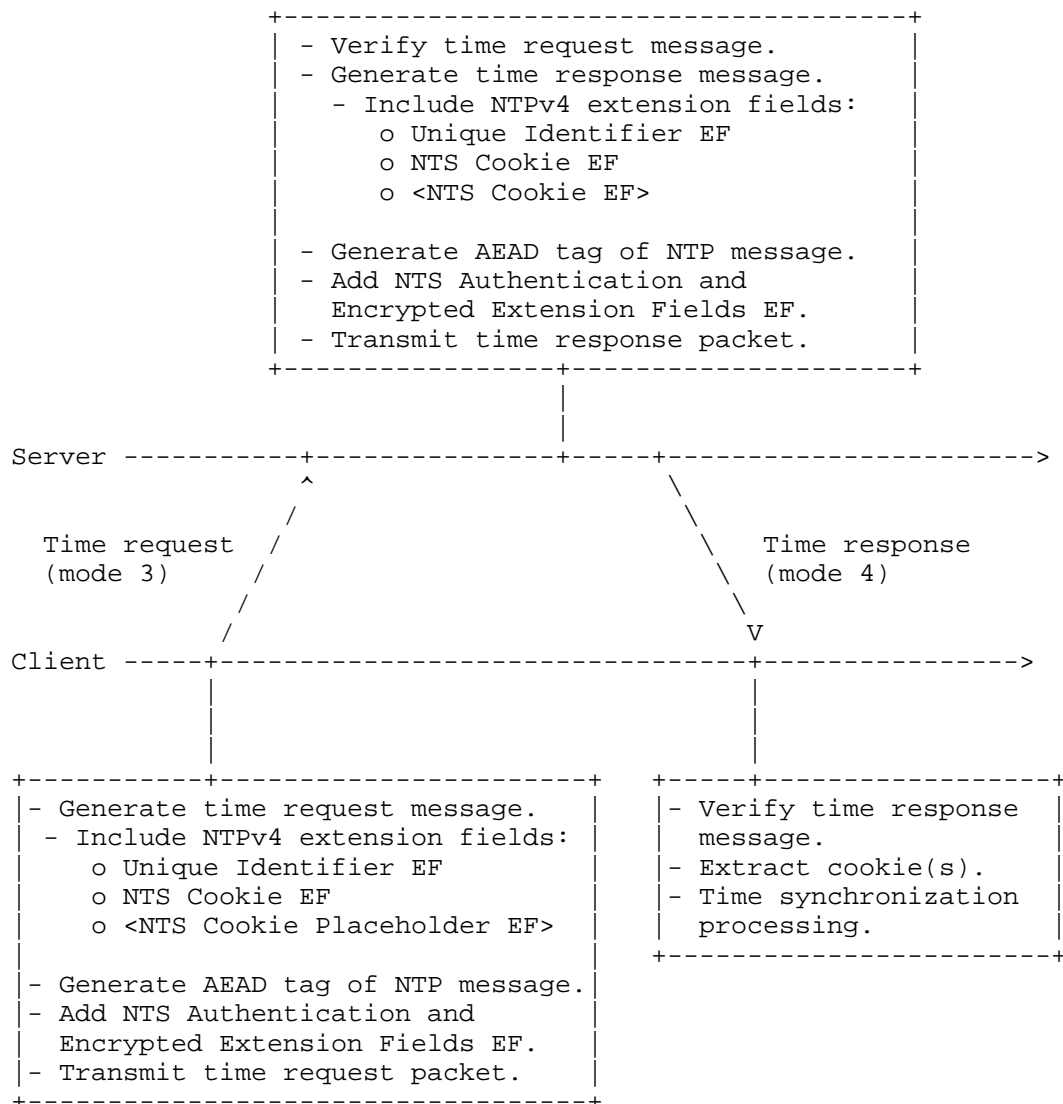 - Verify time request message.
- Generate time response message.
- Include NTPv4 extension fields:
o Unique Identifier EF
o NTS Cookie EF
o <NTS Cookie EF>
- Generate AEAD tag of NTP message.
- Add NTS Authentication and
Encrypted Extension Fields EF.
- Transmit time response packet.
Server
Time request
(mode 3)
Time response
(mode 4)
Client
- Generate time request message.
- Include NTPv4 extension fields:
o Unique Identifier EF
o NTS Cookie EF
o <NTS Cookie Placeholder EF>
- Generate AEAD tag of NTP message.
- Add NTS Authentication and
Encrypted Extension Fields EF.
- Transmit time request packet.
- Verify time response
message.
- Extract cookie(s).
- Time synchronization
processing.